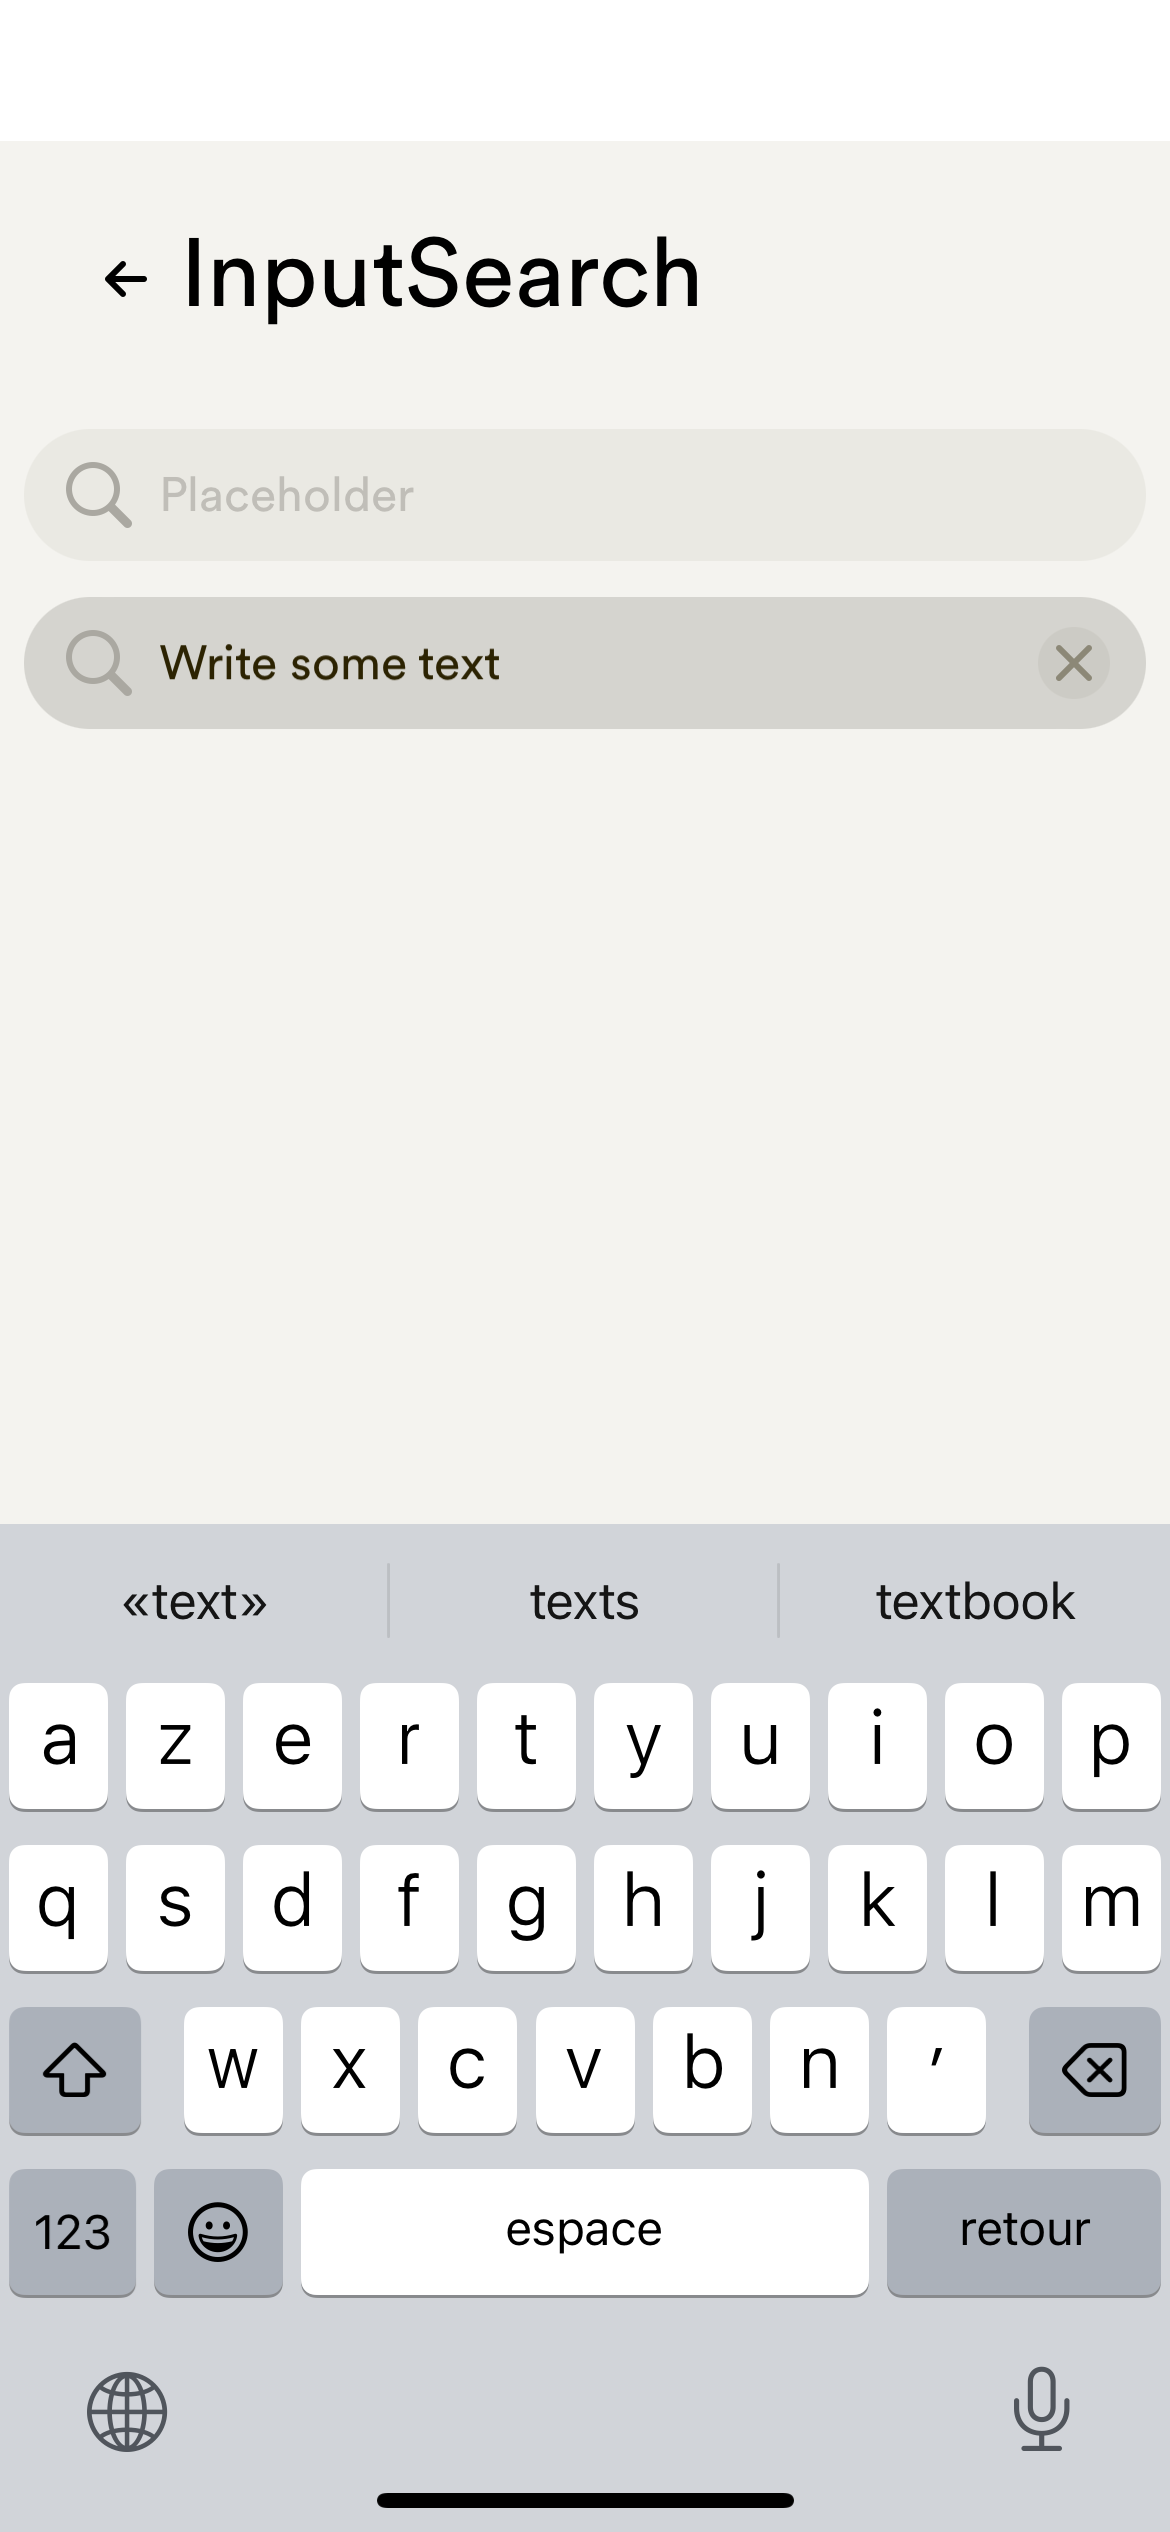 InputSearch
Placeholder
Write some text
«text» texts textbook
a z e r t y u i o p
q s d f g h j k l m
w x c v b n ′
123 espace retour